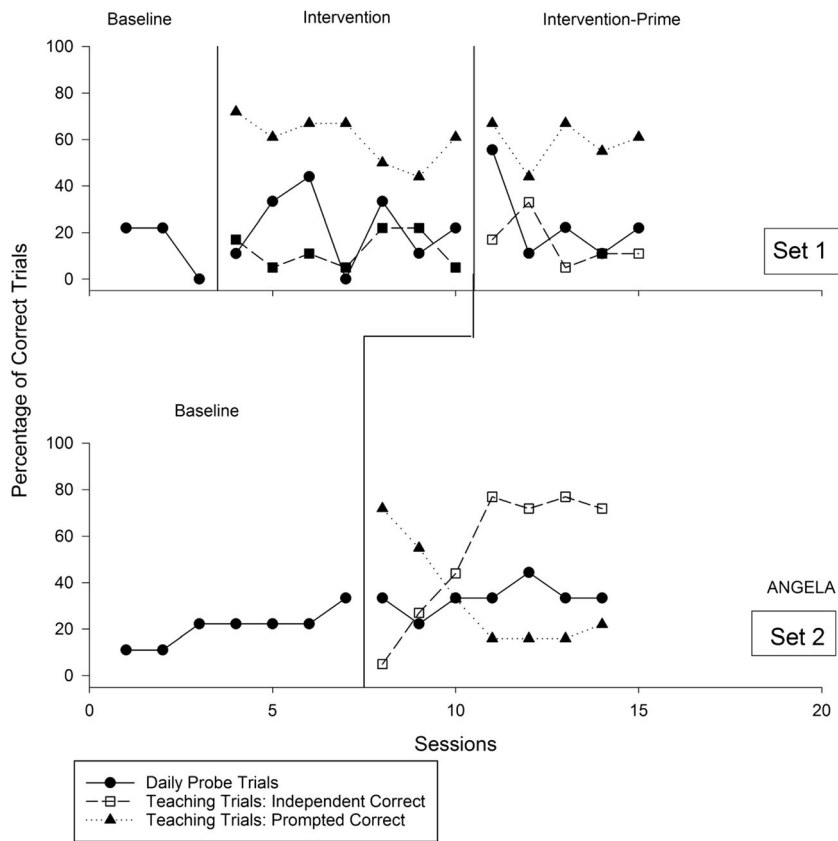 Baseline
Intervention
Intervention-Prime
100
80
60
40
20
0
Set 1
Percentage of Correct Trials
Baseline
100
80
60
40
20
0
ANGELA
Set 2
0 5 10 15 20
Sessions
Daily Probe Trials
Teaching Trials: Independent Correct
Teaching Trials: Prompted Correct